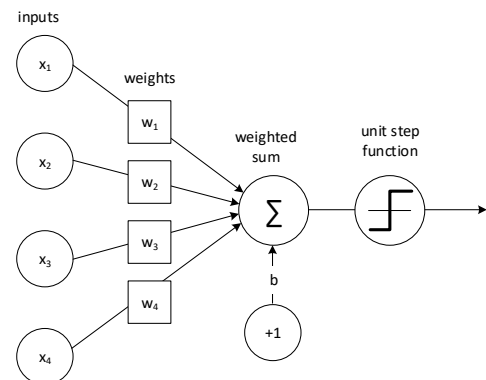 inputs
x₁
x₂
x₃
x₄
weights
w₁
w₂
w₃
w₄
weighted
sum
∑
b
+1
unit step
function